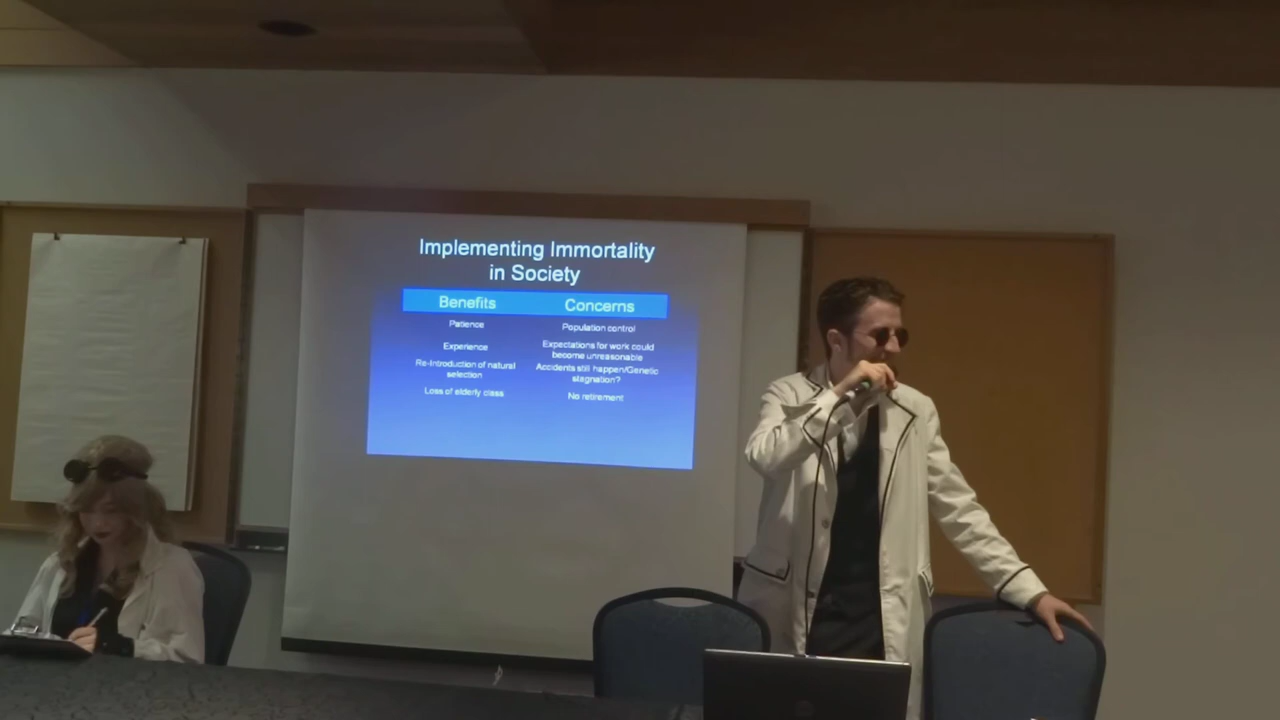 Implementing Immortality
in Society
Benefits
Concerns
Patience
Population control
Experience
Expectations for work could
become unreasonable
Re-Introduction of natural
selection
Accidents still happen/Genetic
stagnation?
Loss of elderly class
No retirement